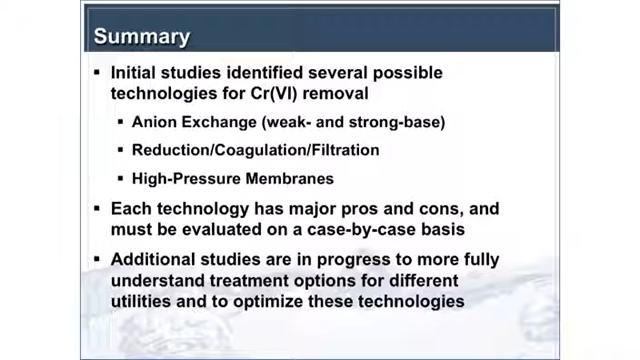 Summary
▪ Initial studies identified several possible
technologies for Cr(VI) removal
▪ Anion Exchange (weak- and strong-base)
▪ Reduction/Coagulation/Filtration
▪ High-Pressure Membranes
▪ Each technology has major pros and cons, and
must be evaluated on a case-by-case basis
▪ Additional studies are in progress to more fully
understand treatment options for different
utilities and to optimize these technologies